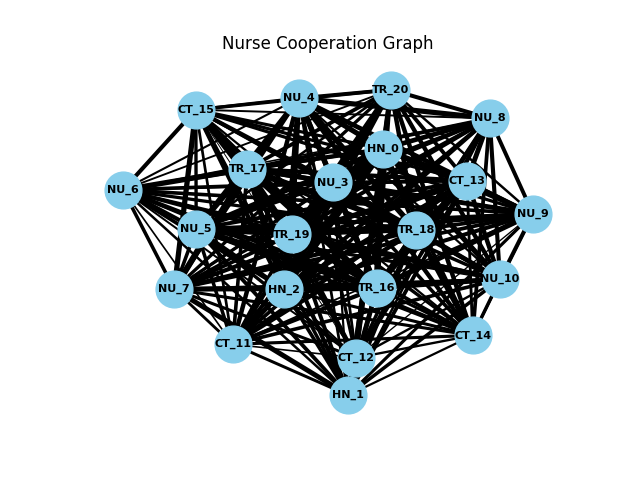 Nurse Cooperation Graph
TR_20
NU_4
CT_15
NU_8
HN_0
TR_17
NU_3
CT_13
NU_6
NU_9
NU_5
TR_19
TR_18
NU_10
NU_7
HN_2
TR_16
CT_14
CT_11
CT_12
HN_1